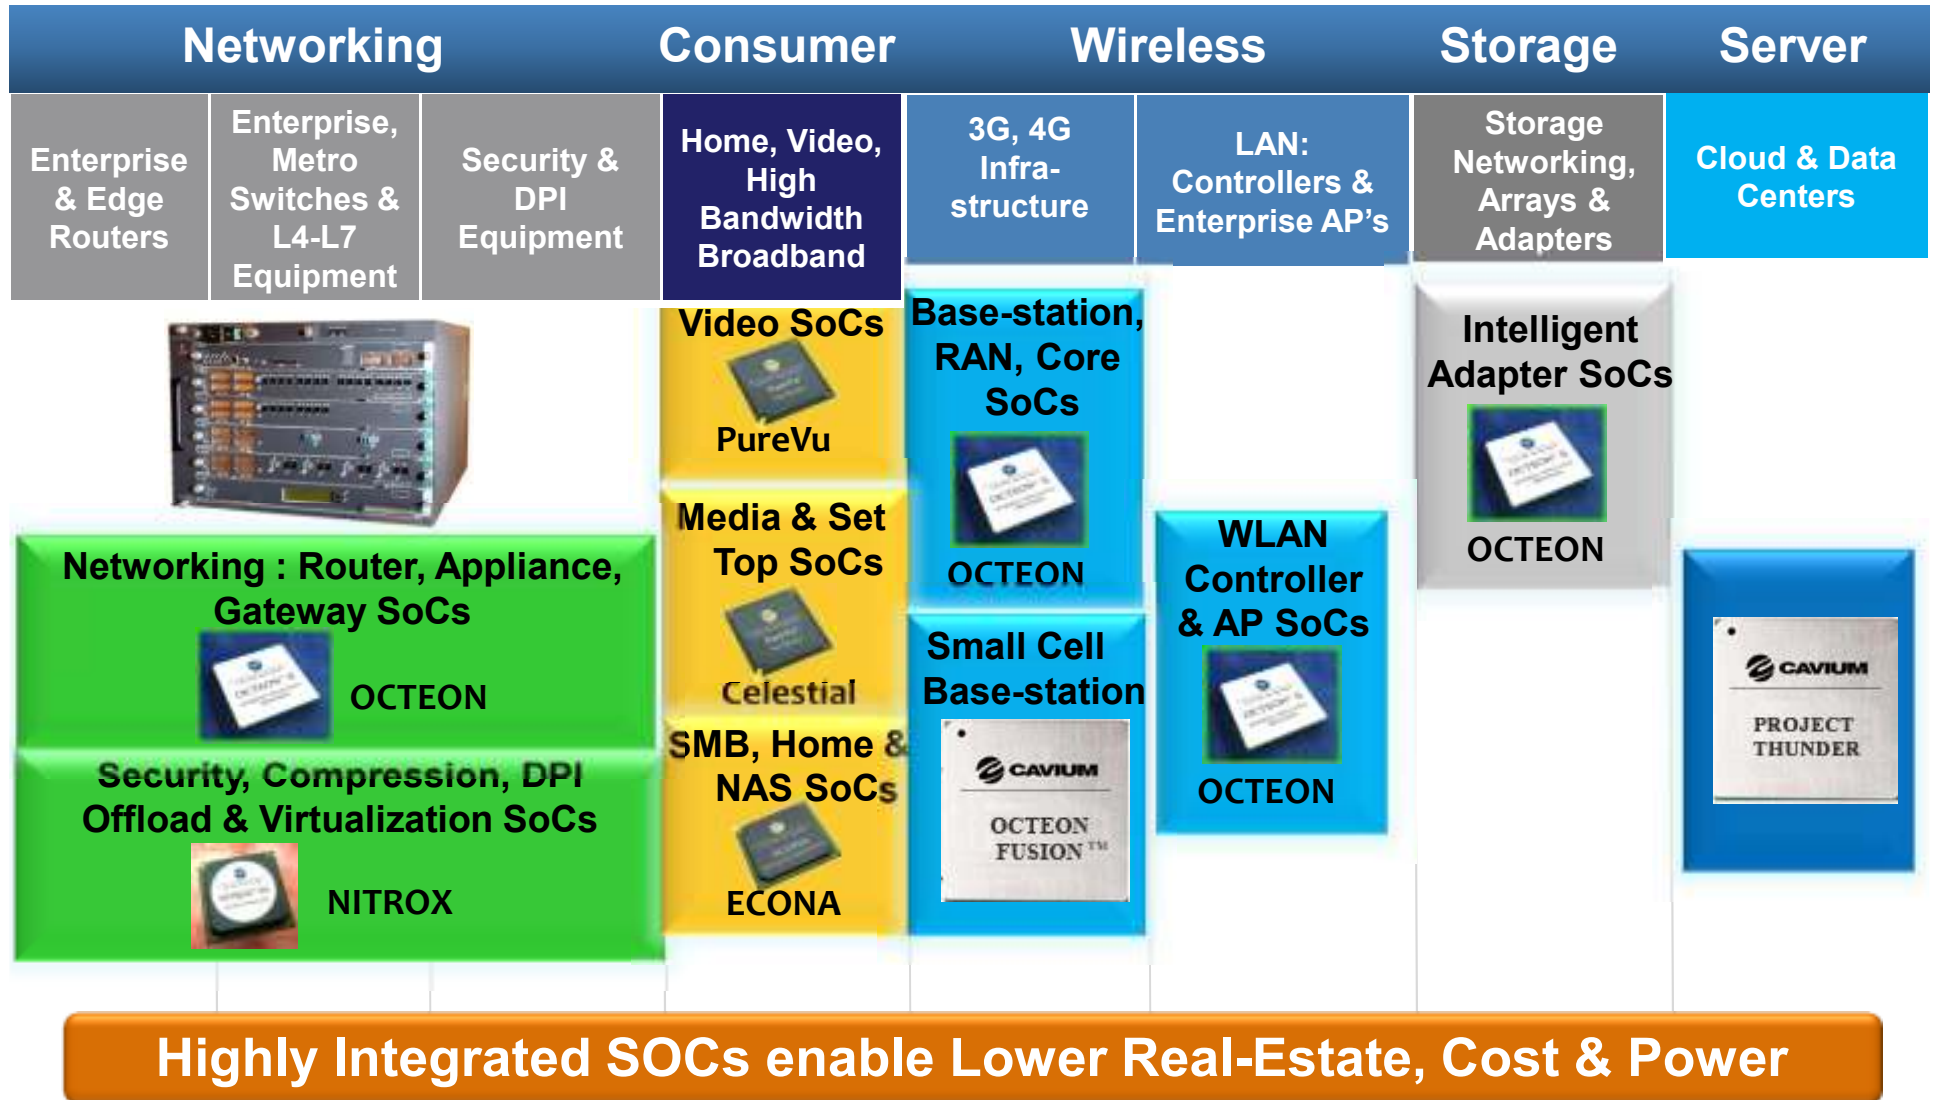 Networking
Consumer
Wireless
Storage
Server
Enterprise
& Edge
Routers
Enterprise,
Metro
Switches &
L4-L7
Equipment
Security &
DPI
Equipment
Home, Video,
High
Bandwidth
Broadband
3G, 4G
Infra-
structure
LAN:
Controllers &
Enterprise AP's
Storage
Networking,
Arrays &
Adapters
Cloud & Data
Centers
Networking : Router, Appliance,
Gateway SoCs
OCTEON
Security, Compression, DPI
Offload & Virtualization SoCs
NITROX
Video SoCs
PureVu
Media & Set
Top SoCs
Celestial
SMB, Home &
NAS SoCs
ECONA
Base-station,
RAN, Core
SoCs
OCTEON
Small Cell
Base-station
CAVIUM
OCTEON
FUSION™
WLAN
Controller
& AP SoCs
OCTEON
Intelligent
Adapter SoCs
OCTEON
CAVIUM
PROJECT
THUNDER
Highly Integrated SOCs enable Lower Real-Estate, Cost & Power